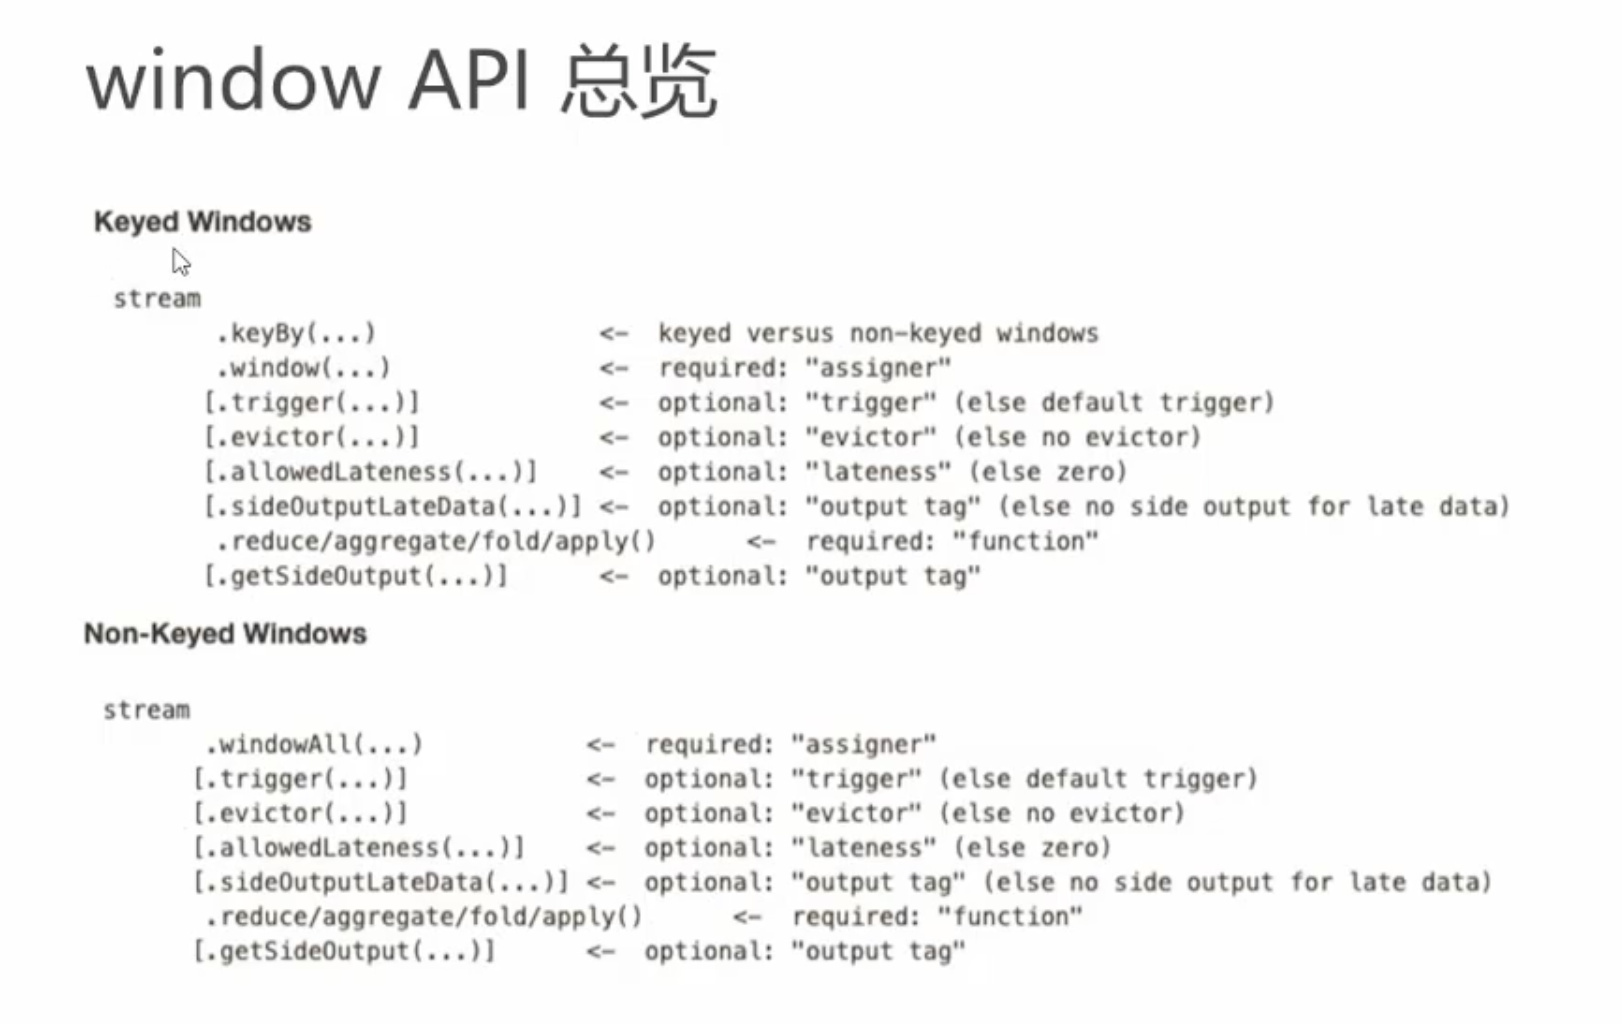 window API 总览
Keyed Windows
stream
.keyBy(...) <- keyed versus non-keyed windows
.window(...) <- required: "assigner"
[.trigger(...)] <- optional: "trigger" (else default trigger)
[.evictor(...)] <- optional: "evictor" (else no evictor)
[.allowedLateness(...)] <- optional: "lateness" (else zero)
[.sideOutputLateData(...)] <- optional: "output tag" (else no side output for late data)
.reduce/aggregate/fold/apply() <- required: "function"
[.getSideOutput(...)] <- optional: "output tag"
Non-Keyed Windows
stream
.windowAll(...) <- required: "assigner"
[.trigger(...)] <- optional: "trigger" (else default trigger)
[.evictor(...)] <- optional: "evictor" (else no evictor)
[.allowedLateness(...)] <- optional: "lateness" (else zero)
[.sideOutputLateData(...)] <- optional: "output tag" (else no side output for late data)
.reduce/aggregate/fold/apply() <- required: "function"
[.getSideOutput(...)] <- optional: "output tag"